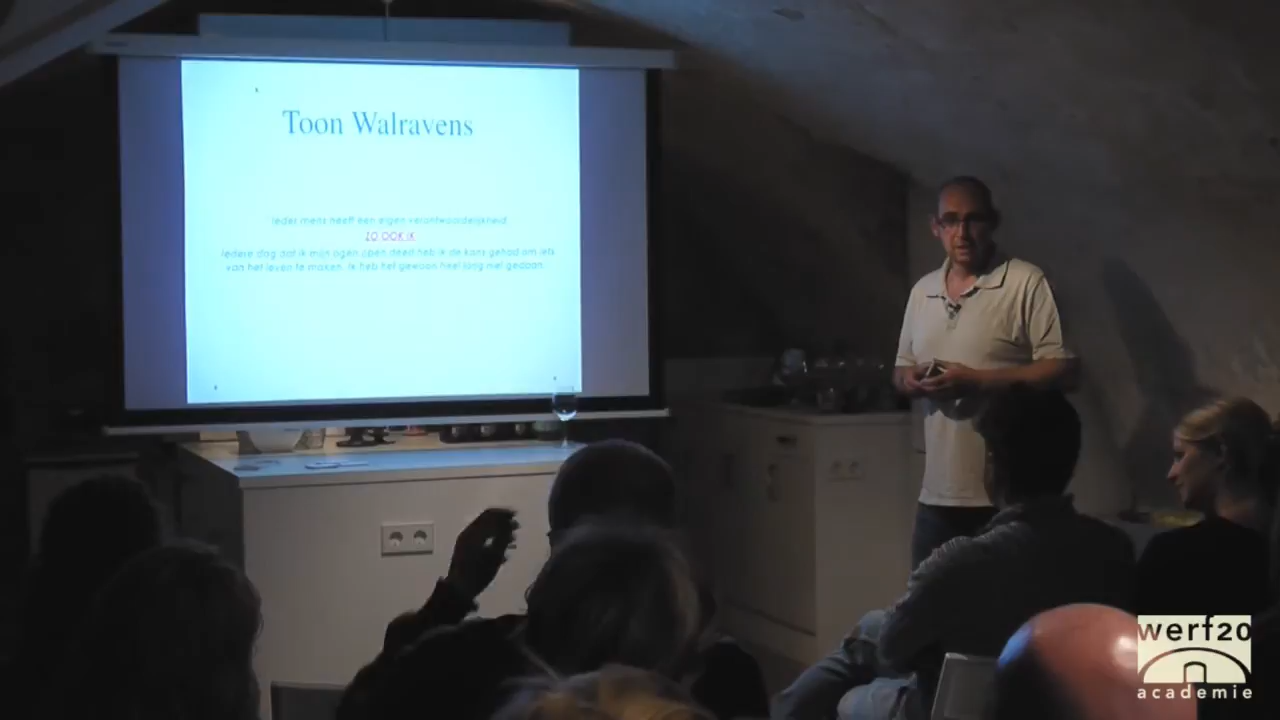 Toon Walravens
Ieder mens heeft een eigen verantwoordelijkheid
ZO OOK IK
Iedere dag dat ik mijn ogen open deed heb ik de kans gehad om iets
van het leven te maken. Ik heb het gewoon heel lang niet gedaan.
werf20
academie